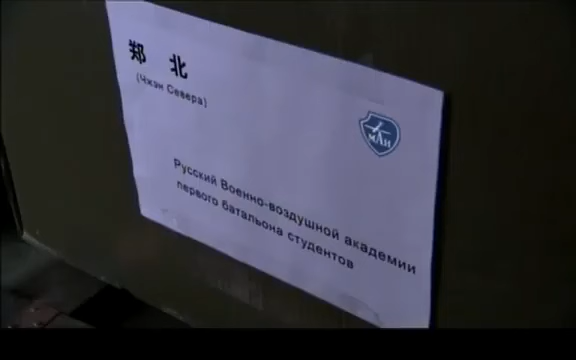 郑 北
(Чжэн Севера)
МАИ
Русский Военно-воздушной академии
первого батальона студентов